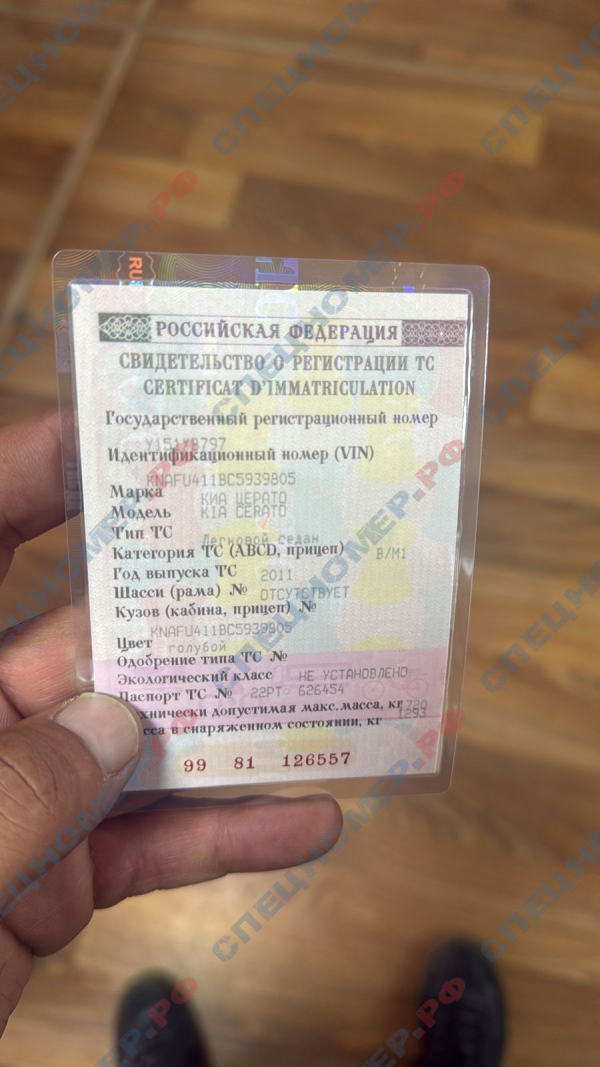 RUS
РОССИЙСКАЯ ФЕДЕРАЦИЯ
СВИДЕТЕЛЬСТВО О РЕГИСТРАЦИИ ТС
CERTIFICAT D'IMMATRICULATION
Государственный регистрационный номер
Идентификационный номер (VIN)
KNAFU411BC5939805
Марка КИА ЦЕРАТО
Модель KIA CERATO
Тип ТС Легковой седан
Категория ТС (ABCD, прицеп) B/M1
Год выпуска ТС 2011
Шасси (рама) № ОТСУТСТВУЕТ
Кузов (кабина, прицеп) №
KNAFU411BC5939805
Цвет голубой
Одобрение типа ТС №
Экологический класс НЕ УСТАНОВЛЕНО
Паспорт ТС № 22РТ 626454
технически допустимая макс. масса, кг
сса в снаряженном состоянии, кг 1293
99 81 126557
СПЕЦНОМЕР.РФ